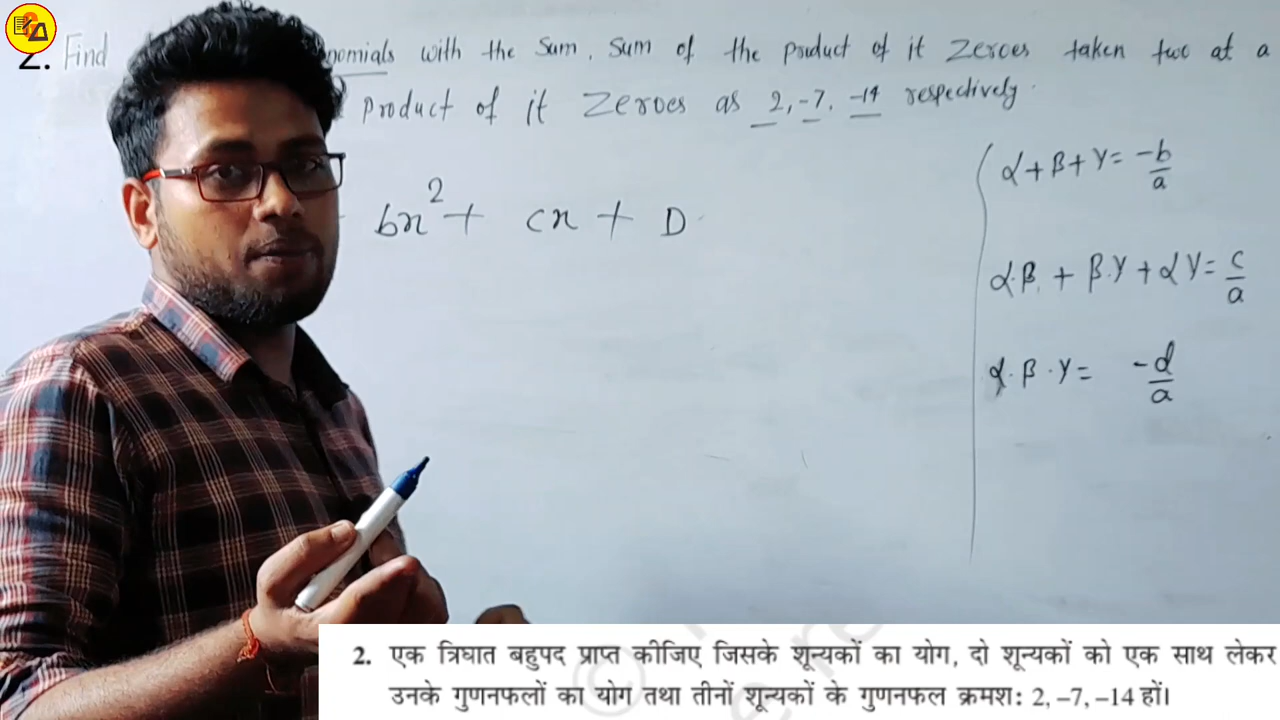 2. Find nomials with the Sum, Sum of the product of it Zeroes taken two at a
Product of it Zeroes as 2, -7, -14 respectively.
bx² + cx + D
α + β + γ = -b/a
α.β. + β.γ + αγ = c/a
α.β.γ = -d/a
2. एक त्रिघात बहुपद प्राप्त कीजिए जिसके शून्यकों का योग, दो शून्यकों को एक साथ लेकर
उनके गुणनफलों का योग तथा तीनों शून्यकों के गुणनफल क्रमश: 2, –7, –14 हों।